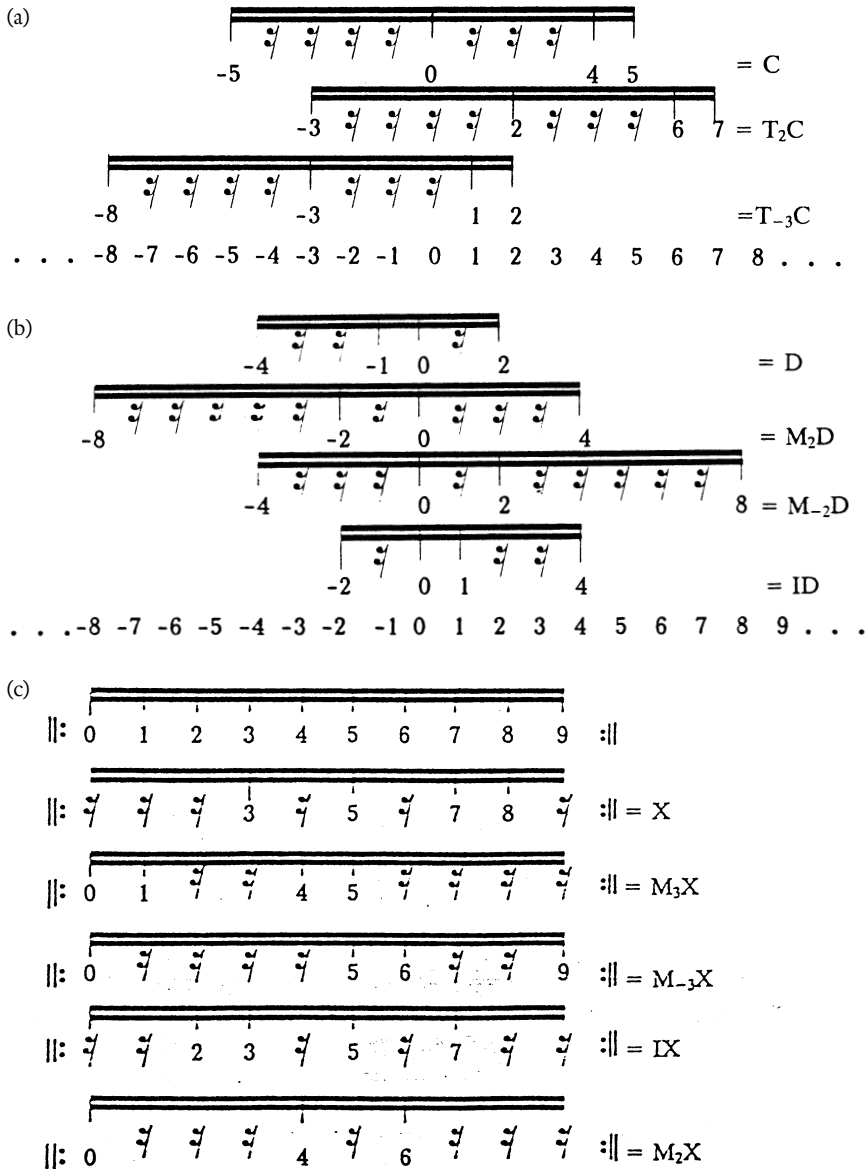 (a)
-5 0 4 5 = C
-3 2 6 7 = T₂C
-8 -3 1 2 =T₋₃C
. . . -8 -7 -6 -5 -4 -3 -2 -1 0 1 2 3 4 5 6 7 8 . . .
(b)
-4 -1 0 2 = D
-8 -2 0 4 = M₂D
-4 0 2 8 = M₋₂D
-2 0 1 4 = ID
. . . -8 -7 -6 -5 -4 -3 -2 -1 0 1 2 3 4 5 6 7 8 9 . . .
(c)
0 1 2 3 4 5 6 7 8 9
3 5 7 8 = X
0 1 4 5 = M₃X
0 5 6 9 = M₋₃X
2 3 5 7 = IX
0 4 6 = M₂X